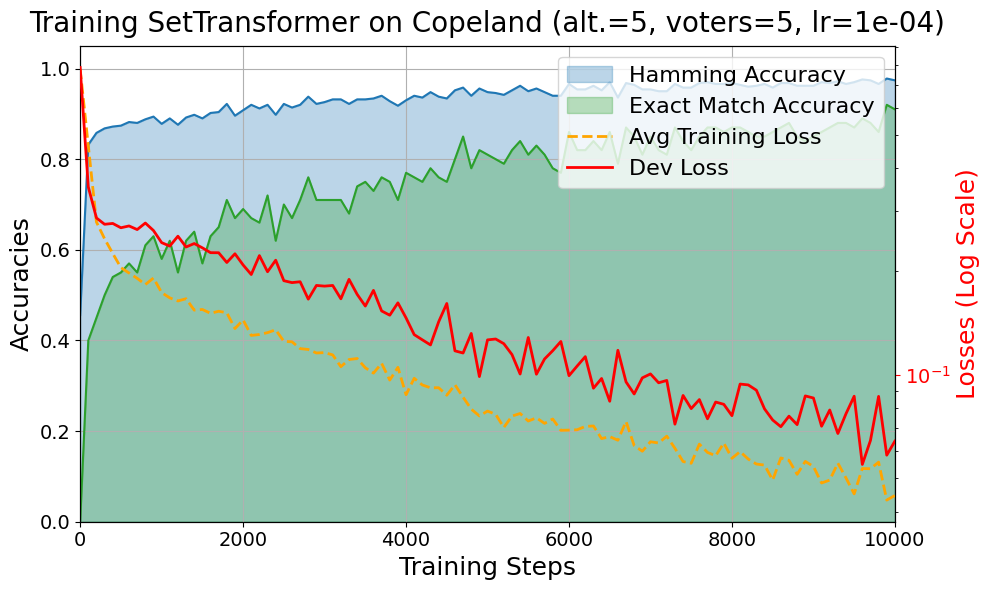 Training SetTransformer on Copeland (alt.=5, voters=5, lr=1e-04)
Hamming Accuracy
Exact Match Accuracy
Avg Training Loss
Dev Loss
Accuracies
1.0
0.8
0.6
0.4
0.2
0.0
0
2000
4000
6000
8000
10000
Training Steps
10⁻¹
Losses (Log Scale)